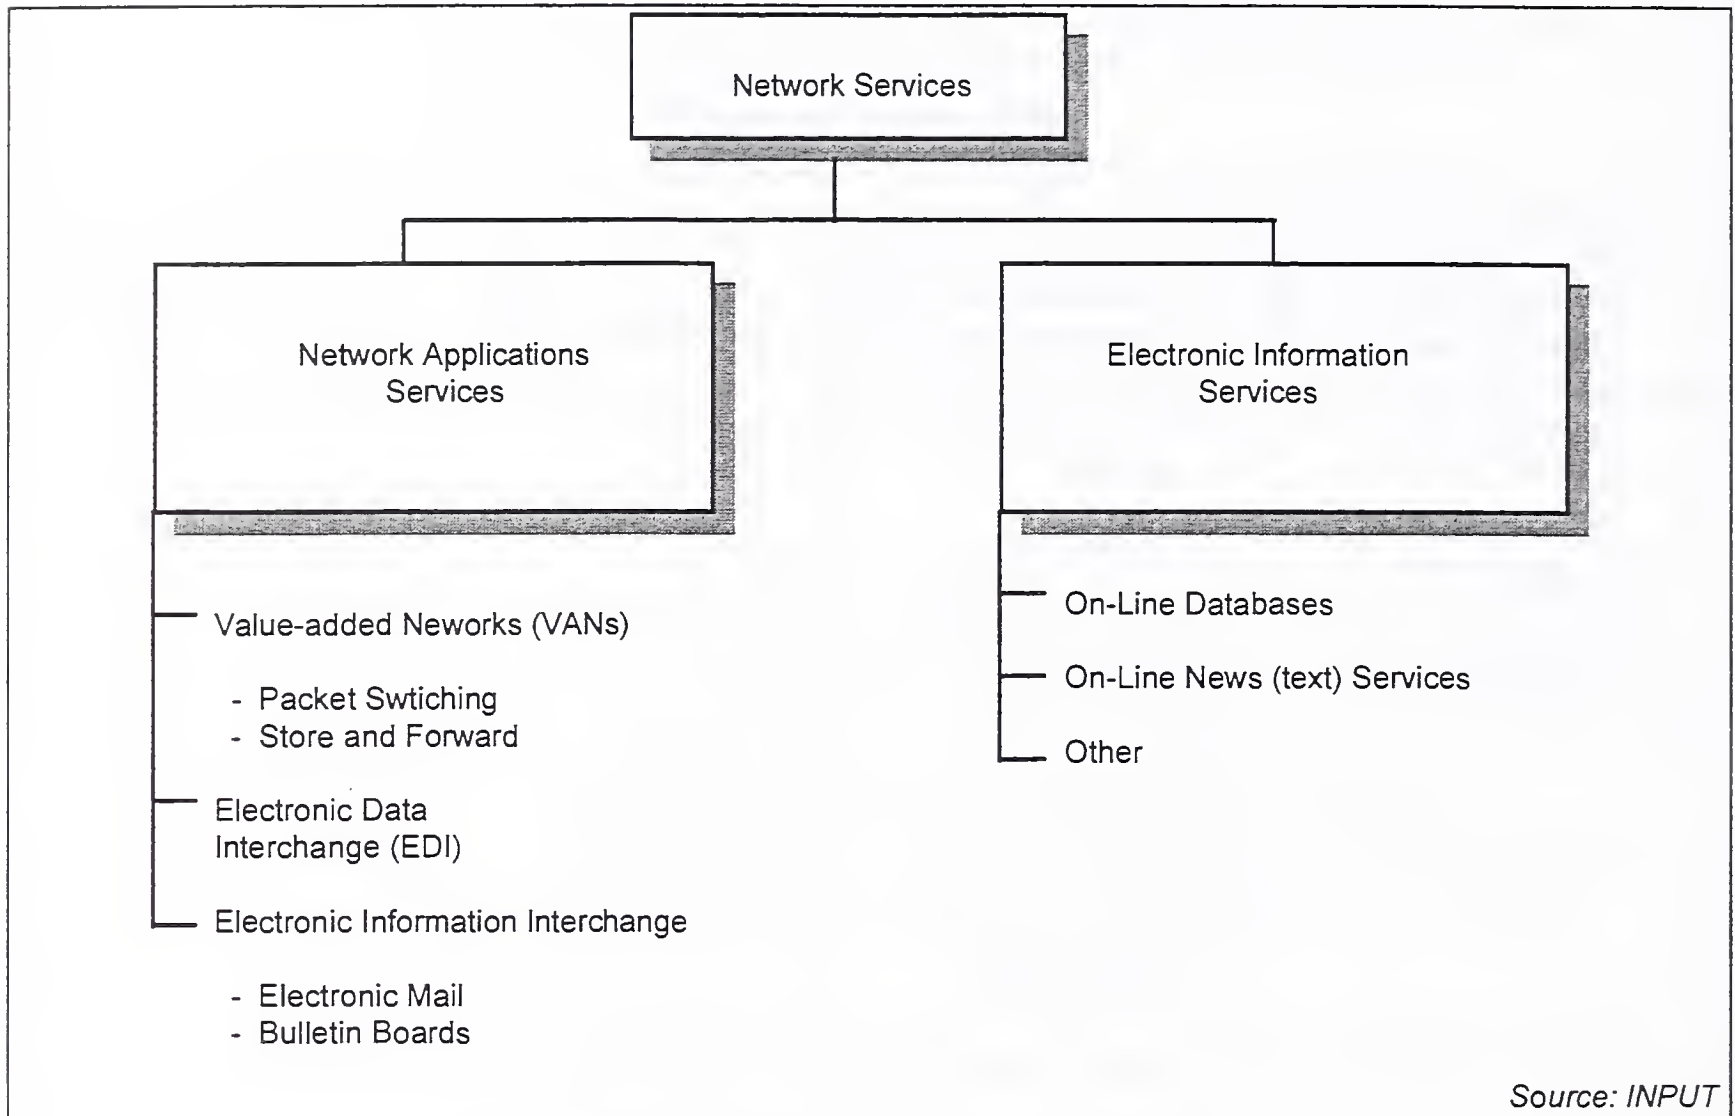 Network Services
Network Applications
Services
Value-added Neworks (VANs)
- Packet Swtiching
- Store and Forward
Electronic Data
Interchange (EDI)
Electronic Information Interchange
- Electronic Mail
- Bulletin Boards
Electronic Information
Services
On-Line Databases
On-Line News (text) Services
Other
Source: INPUT